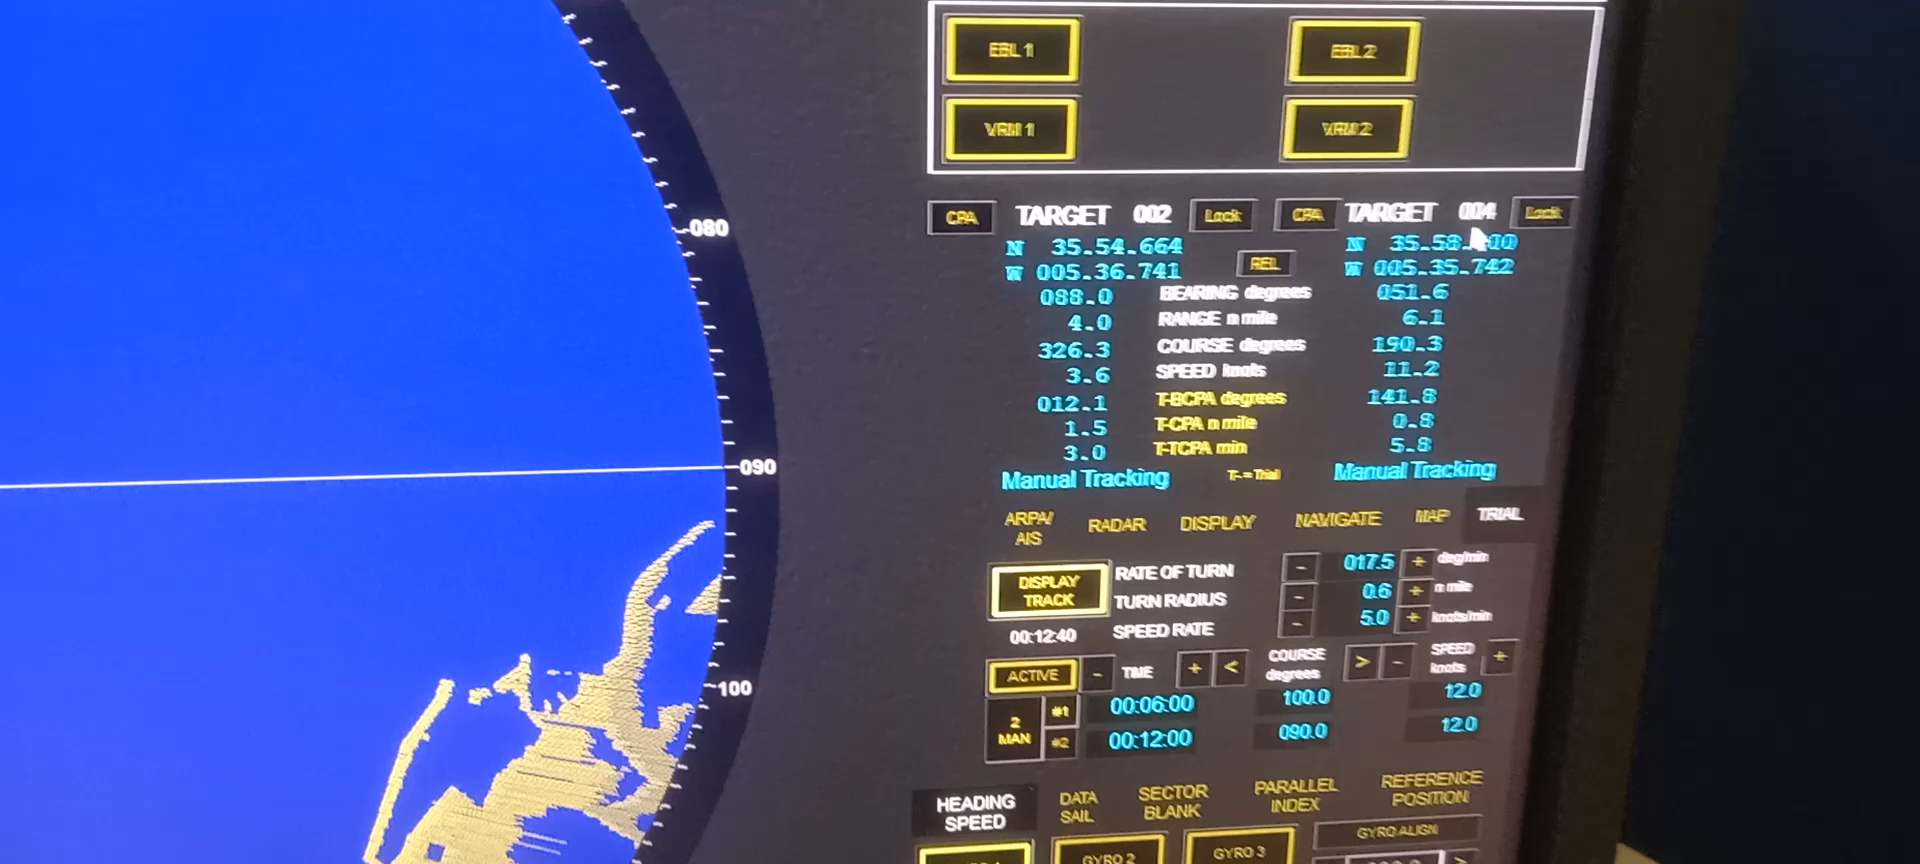 EBL 1 EBL 2
VRM 1 VRM 2
CPA TARGET 002 Lock CPA TARGET 004 Lock
N 35.54.664 N 35.58.
W 005.36.741 REL W 005.35.742
088.0 BEARING degrees 051.6
4.0 RANGE n mile 6.1
326.3 COURSE degrees 190.3
3.6 SPEED knots 11.2
012.1 T-BCPA degrees 141.8
1.5 T-CPA n mile 0.8
3.0 T-TCPA min 5.8
Manual Tracking T- = Trial Manual Tracking
ARPA/ AIS RADAR DISPLAY NAVIGATE MAP TRIAL
DISPLAY TRACK
RATE OF TURN - 017.5 + deg/min
TURN RADIUS - 0.6 + n mile
00:12:40 SPEED RATE - 5.0 + knots/min
ACTIVE - TIME + < COURSE degrees > - SPEED knots +
2 MAN
#1 00:06:00 100.0 12.0
#2 00:12:00 090.0 12.0
HEADING SPEED DATA SAIL SECTOR BLANK PARALLEL INDEX REFERENCE POSITION
GYRO ALIGN
GYRO 2 GYRO 3 >
080
090
100